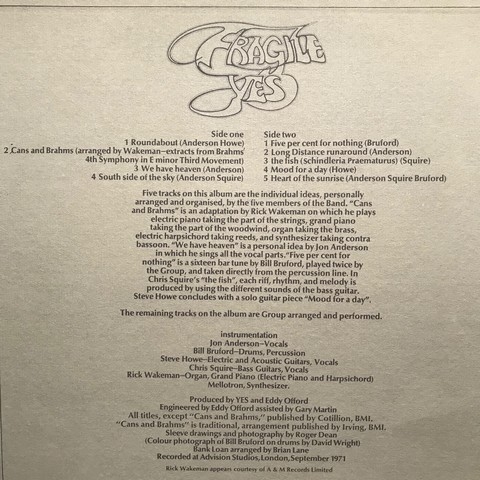 FRAGILE
YES
Side one
1 Roundabout (Anderson Howe)
2 Cans and Brahms (arranged by Wakeman–extracts from Brahms'
4th Symphony in E minor Third Movement)
3 We have heaven (Anderson)
4 South side of the sky (Anderson Squire)
Side two
1 Five per cent for nothing (Bruford)
2 Long Distance runaround (Anderson)
3 the fish (Schindleria Praematurus) (Squire)
4 Mood for a day (Howe)
5 Heart of the sunrise (Anderson Squire Bruford)
Five tracks on this album are the individual ideas, personally
arranged and organised, by the five members of the Band. "Cans
and Brahms" is an adaptation by Rick Wakeman on which he plays
electric piano taking the part of the strings, grand piano
taking the part of the woodwind, organ taking the brass,
electric harpsichord taking reeds, and synthesizer taking contra
bassoon. "We have heaven" is a personal idea by Jon Anderson
in which he sings all the vocal parts. "Five per cent for
nothing" is a sixteen bar tune by Bill Bruford, played twice by
the Group, and taken directly from the percussion line. In
Chris Squire's "the fish", each riff, rhythm, and melody is
produced by using the different sounds of the bass guitar.
Steve Howe concludes with a solo guitar piece "Mood for a day".
The remaining tracks on the album are Group arranged and performed.
instrumentation
Jon Anderson–Vocals
Bill Bruford–Drums, Percussion
Steve Howe–Electric and Acoustic Guitars, Vocals
Chris Squire–Bass Guitars, Vocals
Rick Wakeman–Organ, Grand Piano (Electric Piano and Harpsichord)
Mellotron, Synthesizer.
Produced by YES and Eddy Offord
Engineered by Eddy Offord assisted by Gary Martin
All titles, except "Cans and Brahms," published by Cotillion, BMI.
"Cans and Brahms" is traditional, arrangement published by Irving, BMI.
Sleeve drawings and photography by Roger Dean
(Colour photograph of Bill Bruford on drums by David Wright)
Bank Loan arranged by Brian Lane
Recorded at Advision Studios, London, September 1971
Rick Wakeman appears courtesy of A & M Records Limited